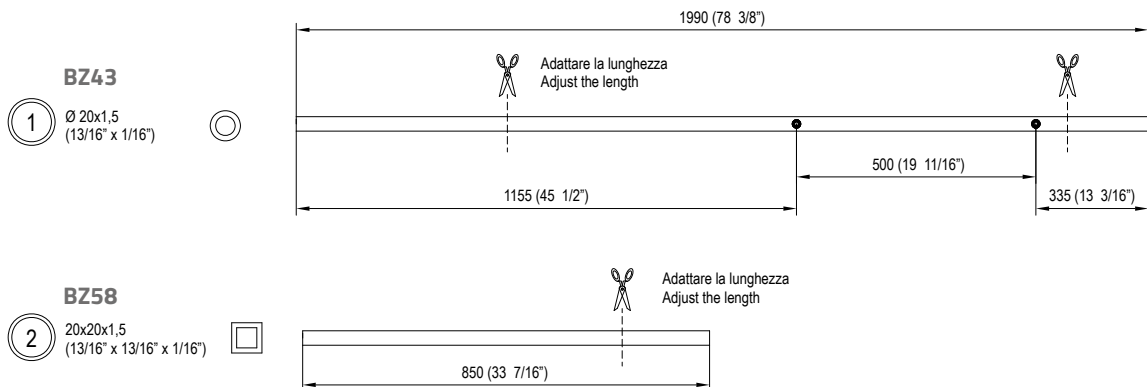 1990 (78 3/8")
BZ43
Adattare la lunghezza
Adjust the length
1
Ø 20x1,5
(13/16" x 1/16")
500 (19 11/16")
1155 (45 1/2")
335 (13 3/16")
BZ58
Adattare la lunghezza
Adjust the length
2
20x20x1,5
(13/16" x 13/16" x 1/16")
850 (33 7/16")